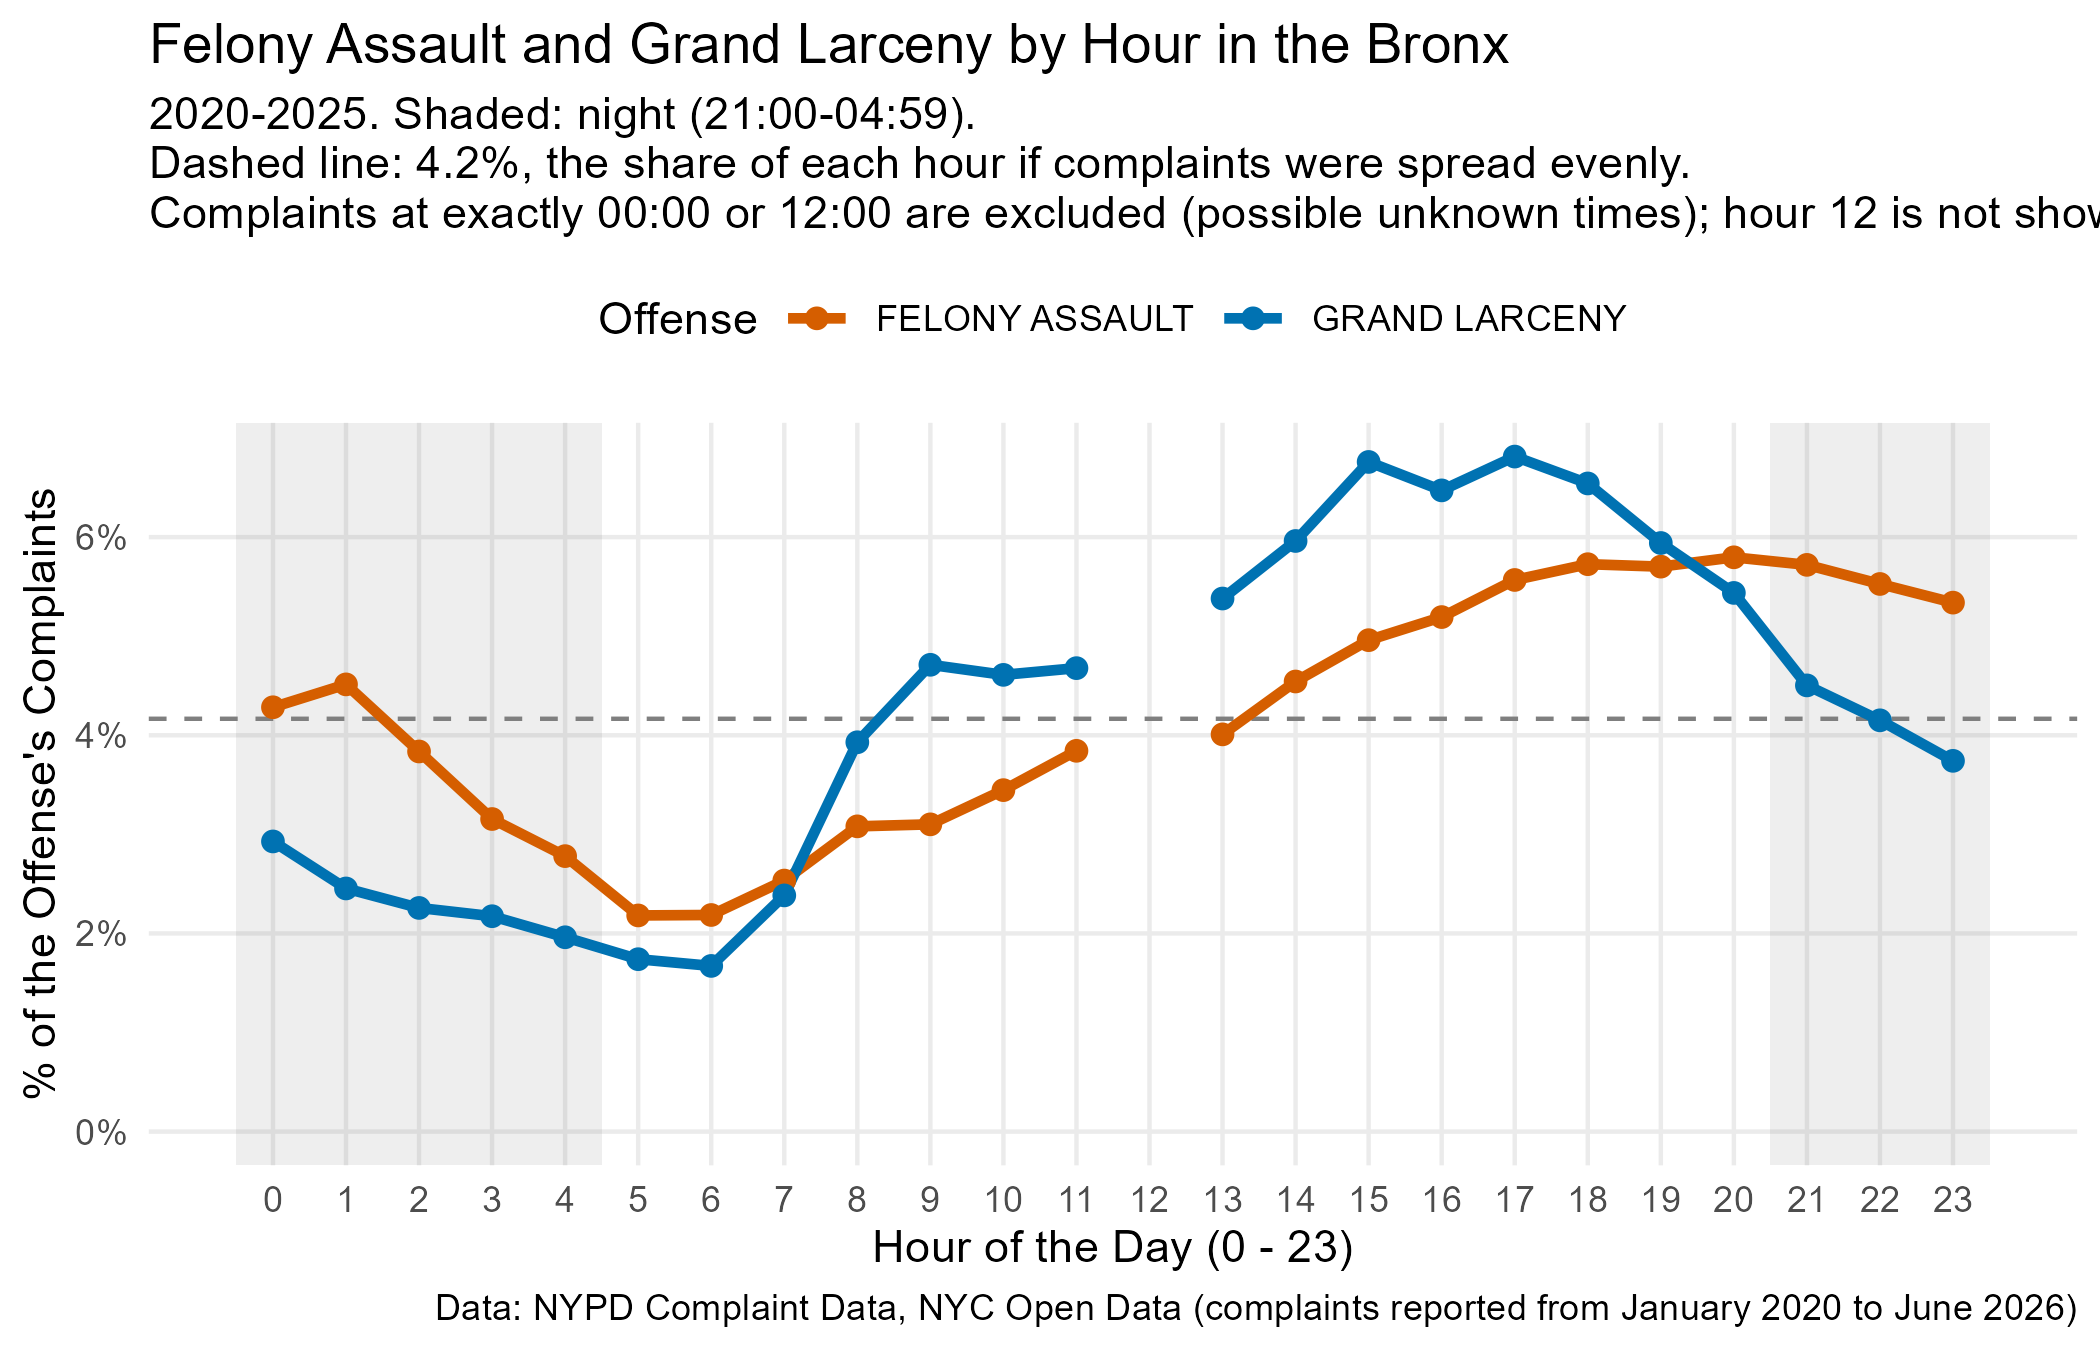 Felony Assault and Grand Larceny by Hour in the Bronx
2020-2025. Shaded: night (21:00-04:59).
Dashed line: 4.2%, the share of each hour if complaints were spread evenly.
Complaints at exactly 00:00 or 12:00 are excluded (possible unknown times); hour 12 is not
Offense FELONY ASSAULT GRAND LARCENY
% of the Offense's Complaints
6%
4%
2%
0%
0 1 2 3 4 5 6 7 8 9 10 11 12 13 14 15 16 17 18 19 20 21 22 23
Hour of the Day (0 - 23)
Data: NYPD Complaint Data, NYC Open Data (complaints reported from January 2020 to June 2026)